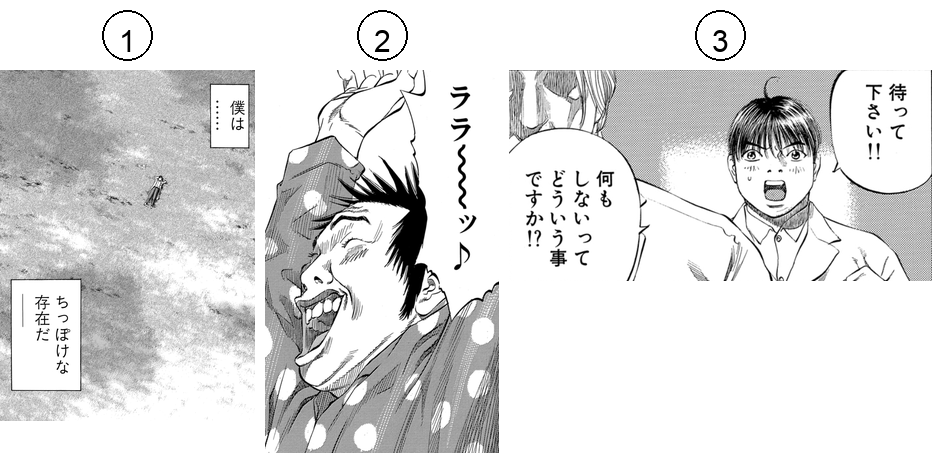 1
僕は
……
ちっぽけな
存在だ
──
2
ララ～～～ッ♪
3
待って
下さい!!
何も
しないって
どういう事
ですか!?